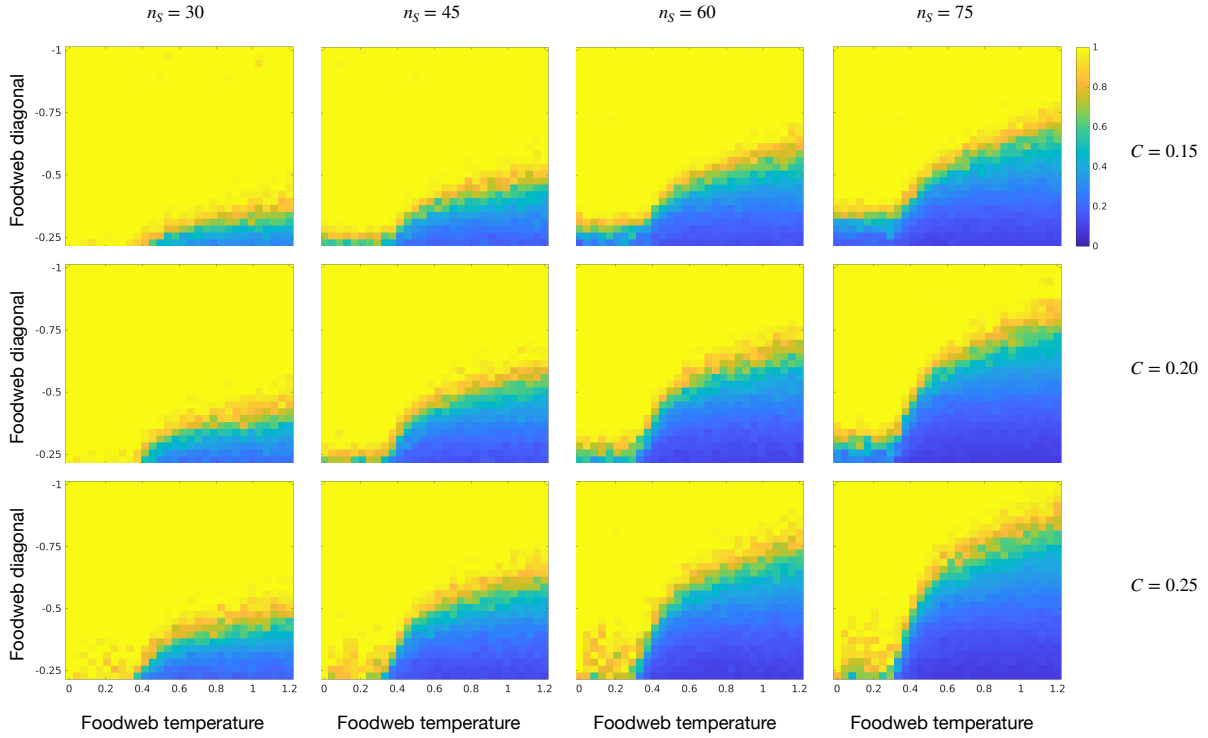 n_S = 30
n_S = 45
n_S = 60
n_S = 75
Foodweb diagonal
-1
-0.75
-0.5
-0.25
1
0.8
0.6
0.4
0.2
0
C = 0.15
Foodweb diagonal
-1
-0.75
-0.5
-0.25
C = 0.20
Foodweb diagonal
-1
-0.75
-0.5
-0.25
C = 0.25
0 0.2 0.4 0.6 0.8 1 1.2
0 0.2 0.4 0.6 0.8 1 1.2
0 0.2 0.4 0.6 0.8 1 1.2
0 0.2 0.4 0.6 0.8 1 1.2
Foodweb temperature
Foodweb temperature
Foodweb temperature
Foodweb temperature